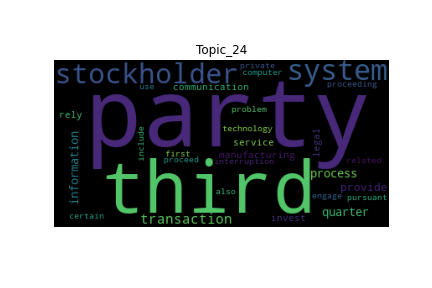 Topic_24
stockholder
private
computer
system
use
communication
proceeding
party
rely
problem
technology
information
include
service
legal
first
manufacturing
proceed
interruption
related
third
process
also
provide
engage
pursuant
certain
transaction
invest
quarter